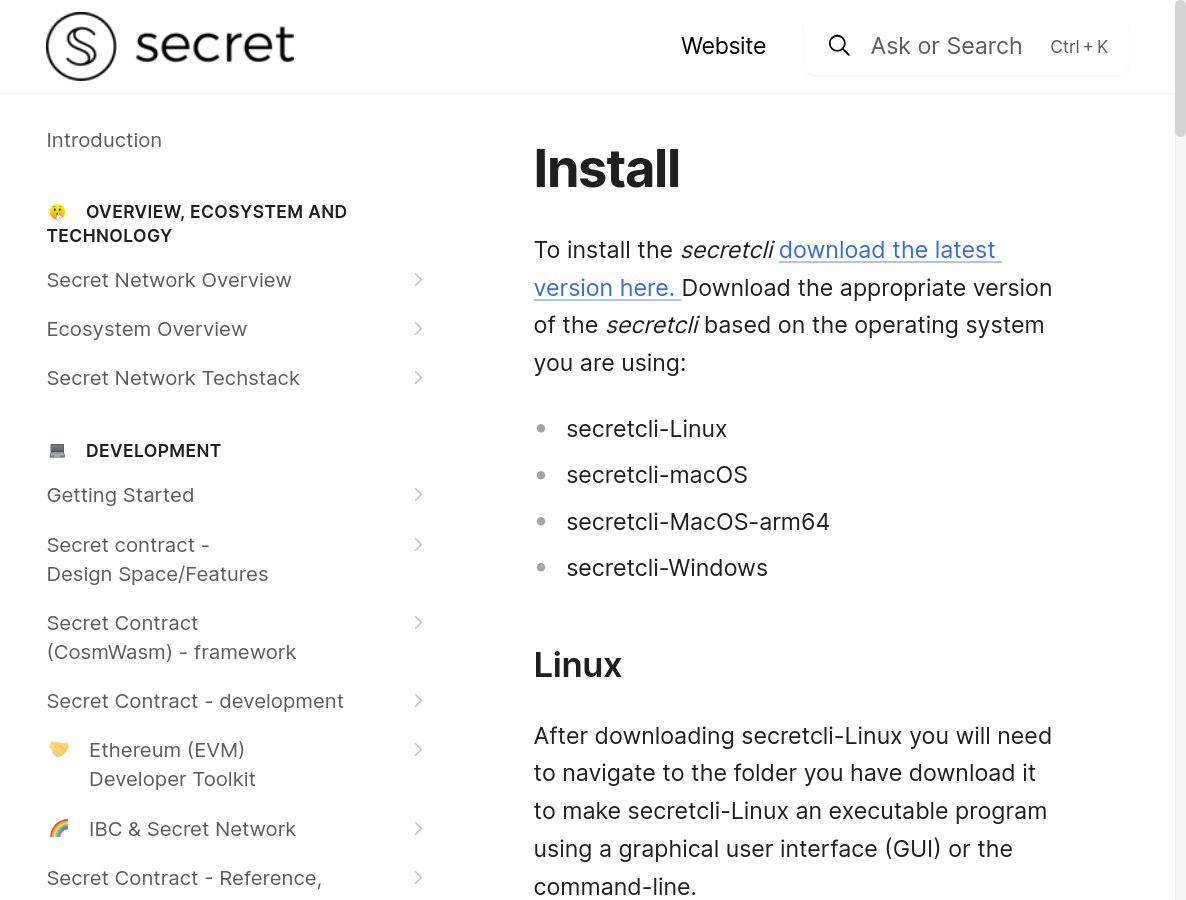 secret
Website
Ask or Search
Ctrl + K
Introduction
OVERVIEW, ECOSYSTEM AND
TECHNOLOGY
Secret Network Overview
Ecosystem Overview
Secret Network Techstack
DEVELOPMENT
Getting Started
Secret contract -
Design Space/Features
Secret Contract
(CosmWasm) - framework
Secret Contract - development
Ethereum (EVM)
Developer Toolkit
IBC & Secret Network
Secret Contract - Reference,
Install
To install the secretcli download the latest
version here. Download the appropriate version
of the secretcli based on the operating system
you are using:
secretcli-Linux
secretcli-macOS
secretcli-MacOS-arm64
secretcli-Windows
Linux
After downloading secretcli-Linux you will need
to navigate to the folder you have download it
to make secretcli-Linux an executable program
using a graphical user interface (GUI) or the
command-line.